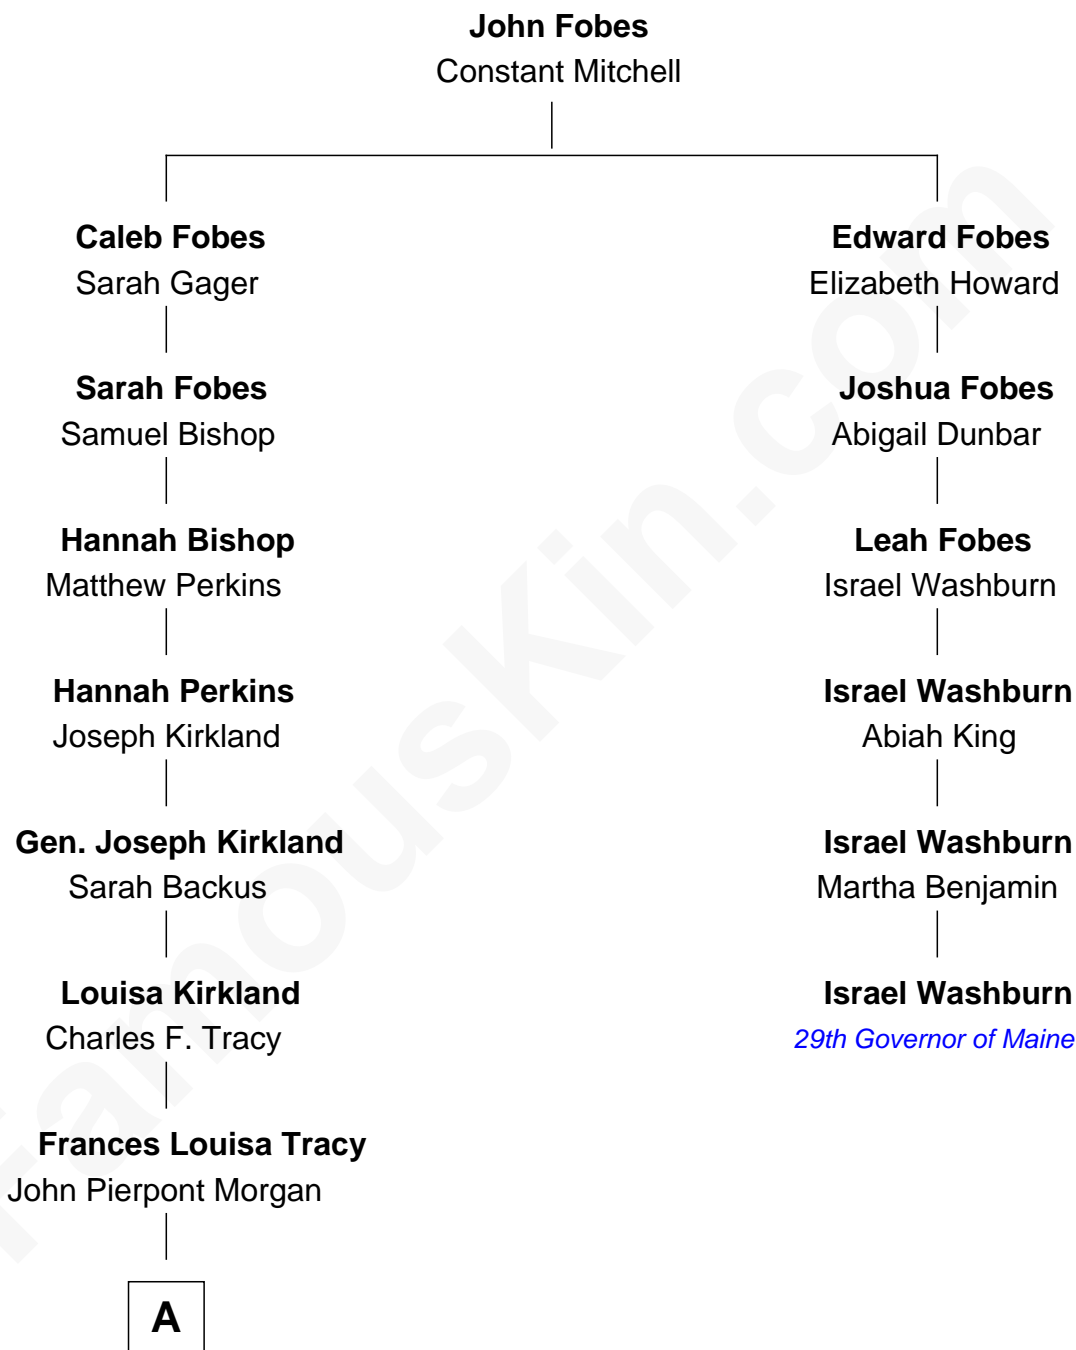 John Fobes
Constant Mitchell
Caleb Fobes
Sarah Gager
Edward Fobes
Elizabeth Howard
Sarah Fobes
Samuel Bishop
Joshua Fobes
Abigail Dunbar
Hannah Bishop
Matthew Perkins
Leah Fobes
Israel Washburn
Hannah Perkins
Joseph Kirkland
Israel Washburn
Abiah King
Gen. Joseph Kirkland
Sarah Backus
Israel Washburn
Martha Benjamin
Louisa Kirkland
Charles F. Tracy
Israel Washburn
29th Governor of Maine
Frances Louisa Tracy
John Pierpont Morgan
A
FamousKin.com